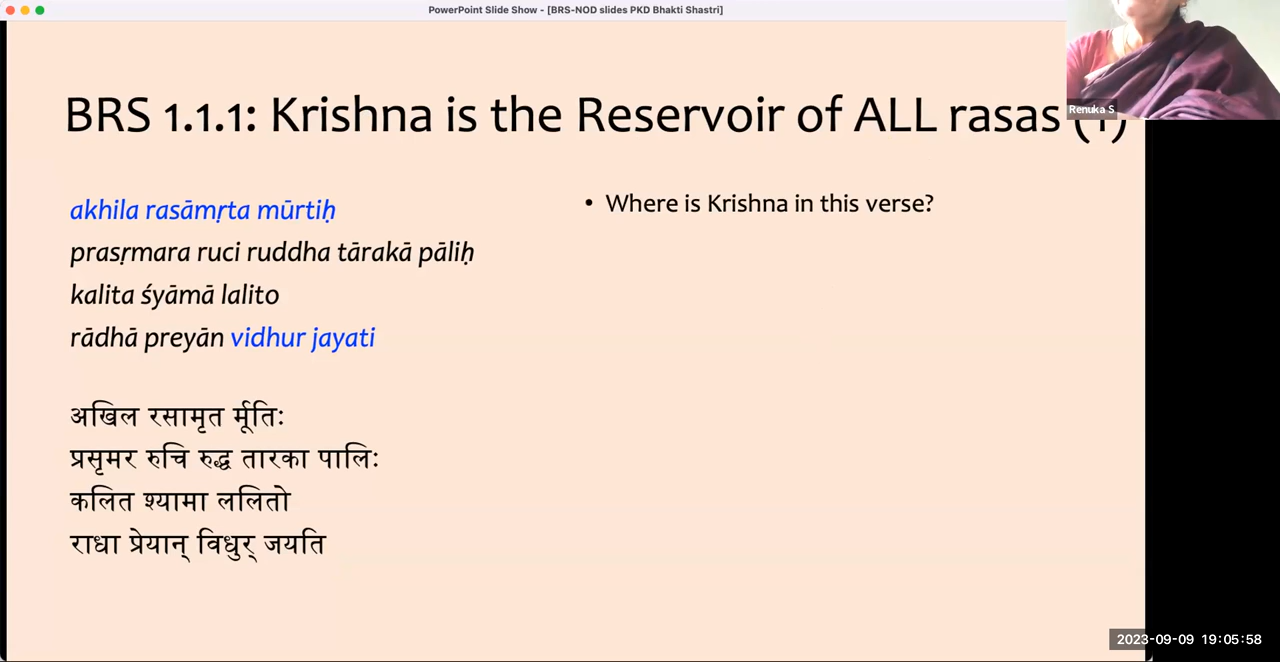 PowerPoint Slide Show - [BRS-NOD slides PKD Bhakti Shastri]
Renuka S
BRS 1.1.1: Krishna is the Reservoir of ALL rasas (1)
akhila rasāmṛta mūrtiḥ
prasṛmara ruci ruddha tārakā pāliḥ
kalita śyāmā lalito
rādhā preyān vidhur jayati
• Where is Krishna in this verse?
अखिल रसामृत मूर्तिः
प्रसृमर रुचि रुद्ध तारका पालिः
कलित श्यामा ललितो
राधा प्रेयान् विधुर् जयति
2023-09-09 19:05:58